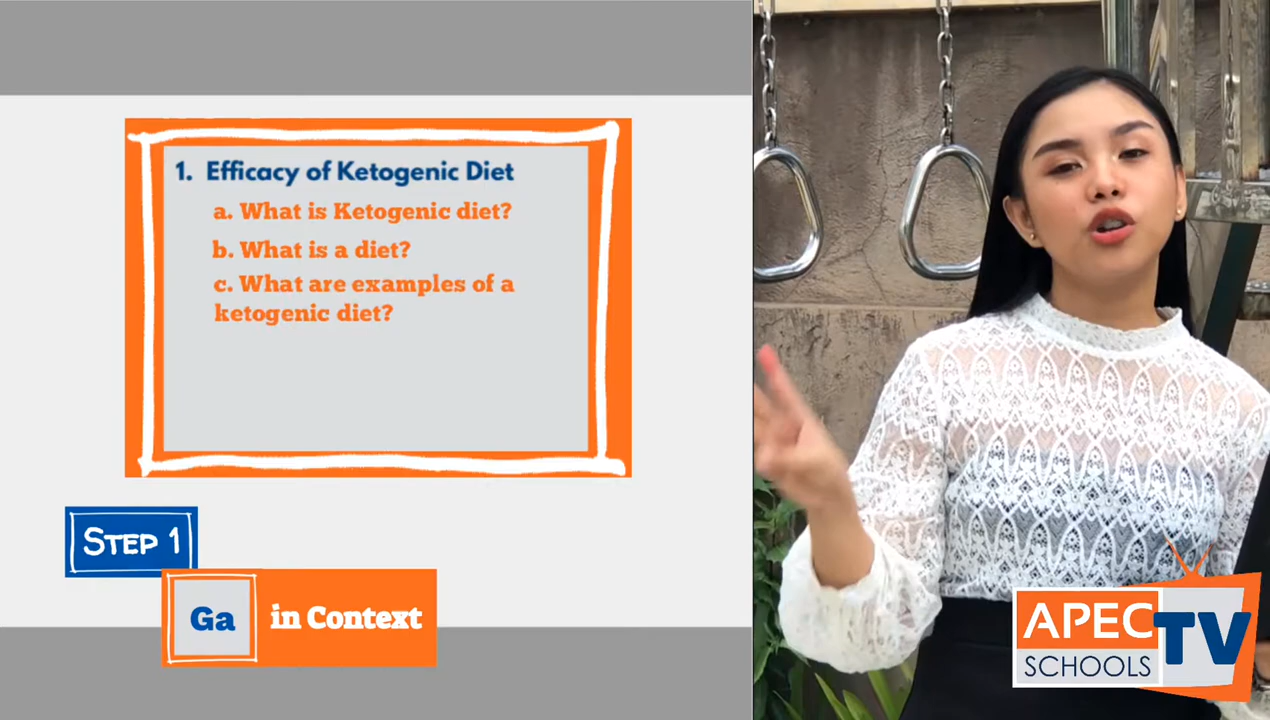 1. Efficacy of Ketogenic Diet
a. What is Ketogenic diet?
b. What is a diet?
c. What are examples of a
ketogenic diet?
STEP 1
Ga in Context
APEC TV
SCHOOLS